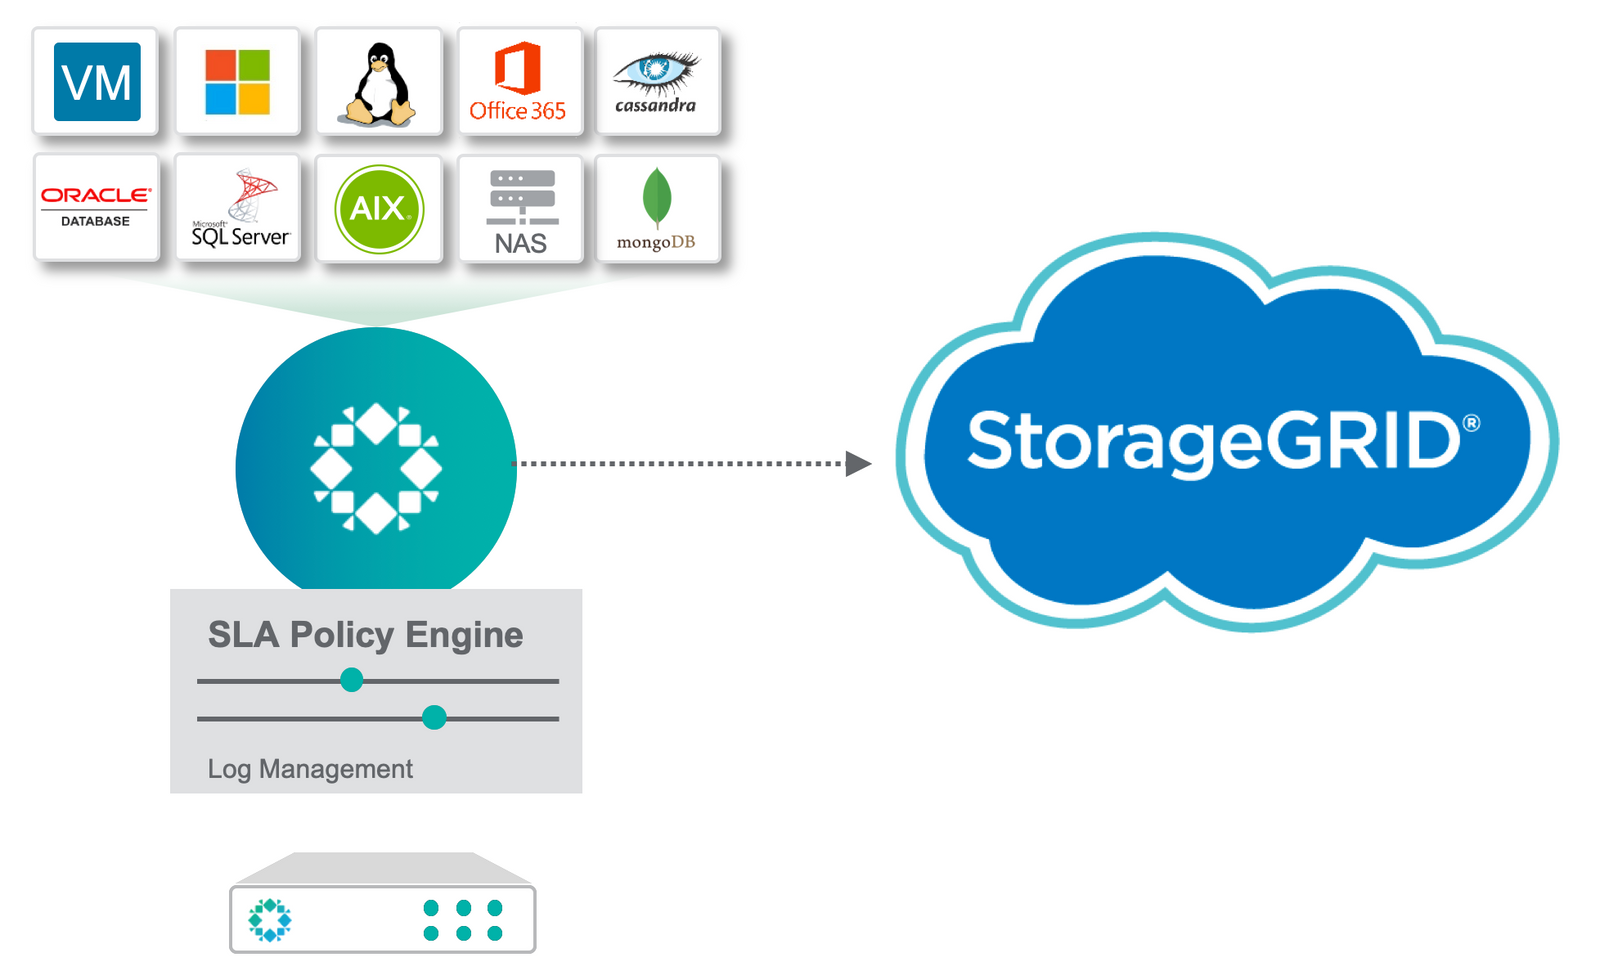 VM
Office 365
cassandra
ORACLE®
DATABASE
Microsoft®
SQL Server®
AIX®
NAS
mongoDB
StorageGRID®
SLA Policy Engine
Log Management